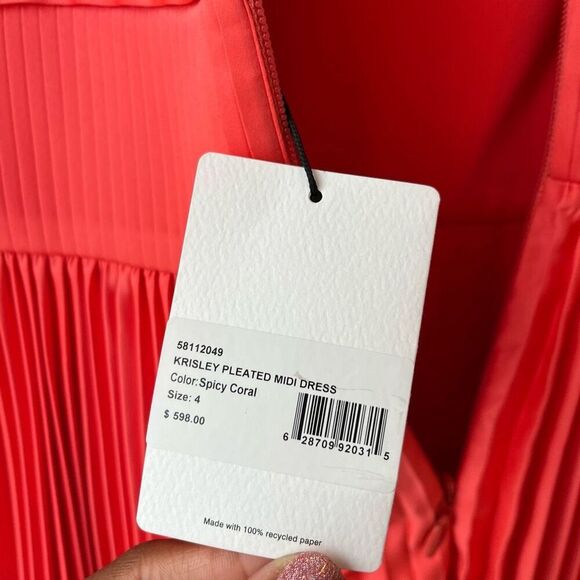 58112049
KRISLEY PLEATED MIDI DRESS
Color:Spicy Coral
Size: 4
$ 598.00
6 28709 92031 5
Made with 100% recycled paper